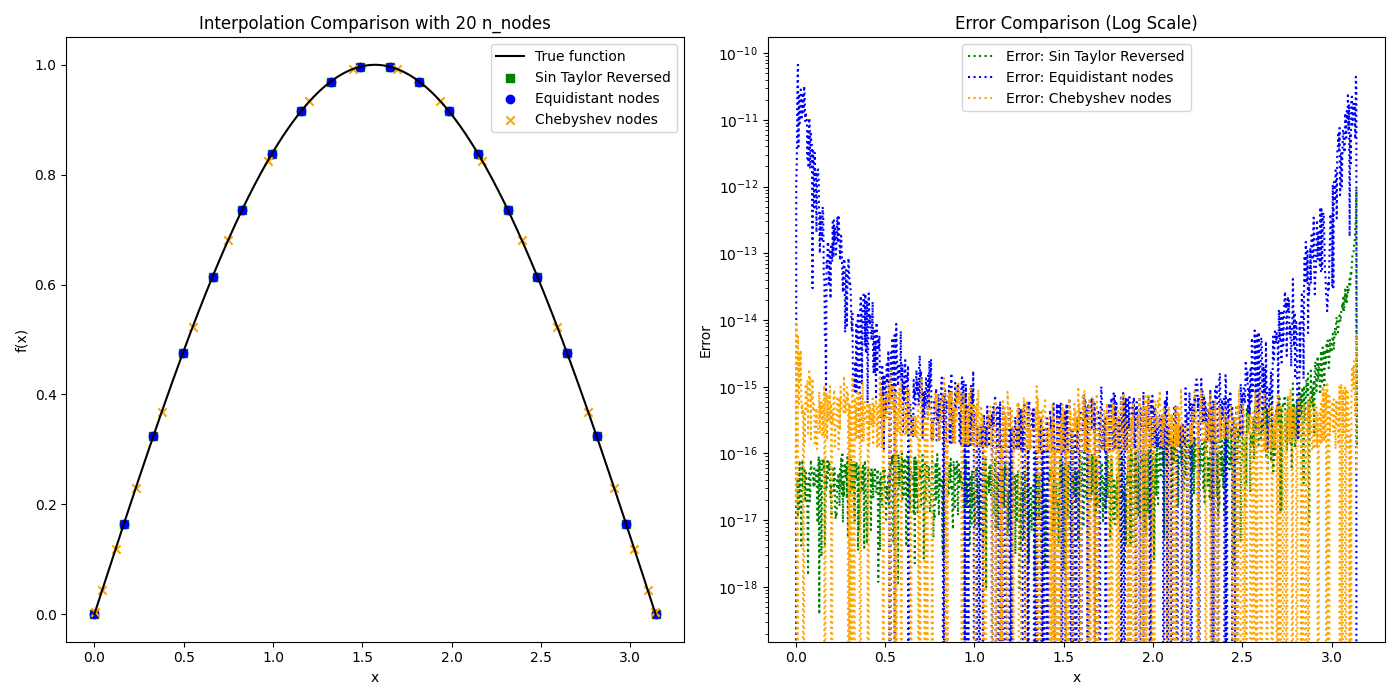 Interpolation Comparison with 20 n_nodes
True function
Sin Taylor Reversed
Equidistant nodes
Chebyshev nodes
f(x)
1.0
0.8
0.6
0.4
0.2
0.0
0.0 0.5 1.0 1.5 2.0 2.5 3.0
x
Error Comparison (Log Scale)
Error: Sin Taylor Reversed
Error: Equidistant nodes
Error: Chebyshev nodes
Error
10⁻¹⁰
10⁻¹¹
10⁻¹²
10⁻¹³
10⁻¹⁴
10⁻¹⁵
10⁻¹⁶
10⁻¹⁷
10⁻¹⁸
0.0 0.5 1.0 1.5 2.0 2.5 3.0
x